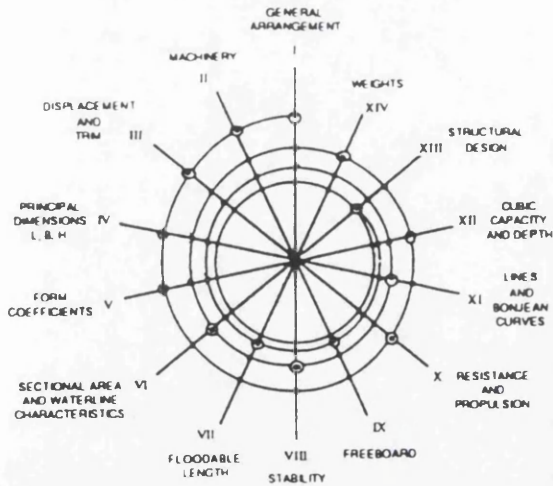 GENERAL
ARRANGEMENT
I
MACHINERY
II
WEIGHTS
XIV
DISPLACEMENT
AND
TRIM III
XIII STRUCTURAL
DESIGN
PRINCIPAL
DIMENSIONS IV
L, B, H
XII CUBIC
CAPACITY
AND DEPTH
FORM
COEFFICIENTS V
XI LINES
AND
BONJEAN
CURVES
SECTIONAL AREA VI
AND WATERLINE
CHARACTERISTICS
X RESISTANCE
AND
PROPULSION
VII
FLOODABLE
LENGTH
VIII
STABILITY
IX
FREEBOARD